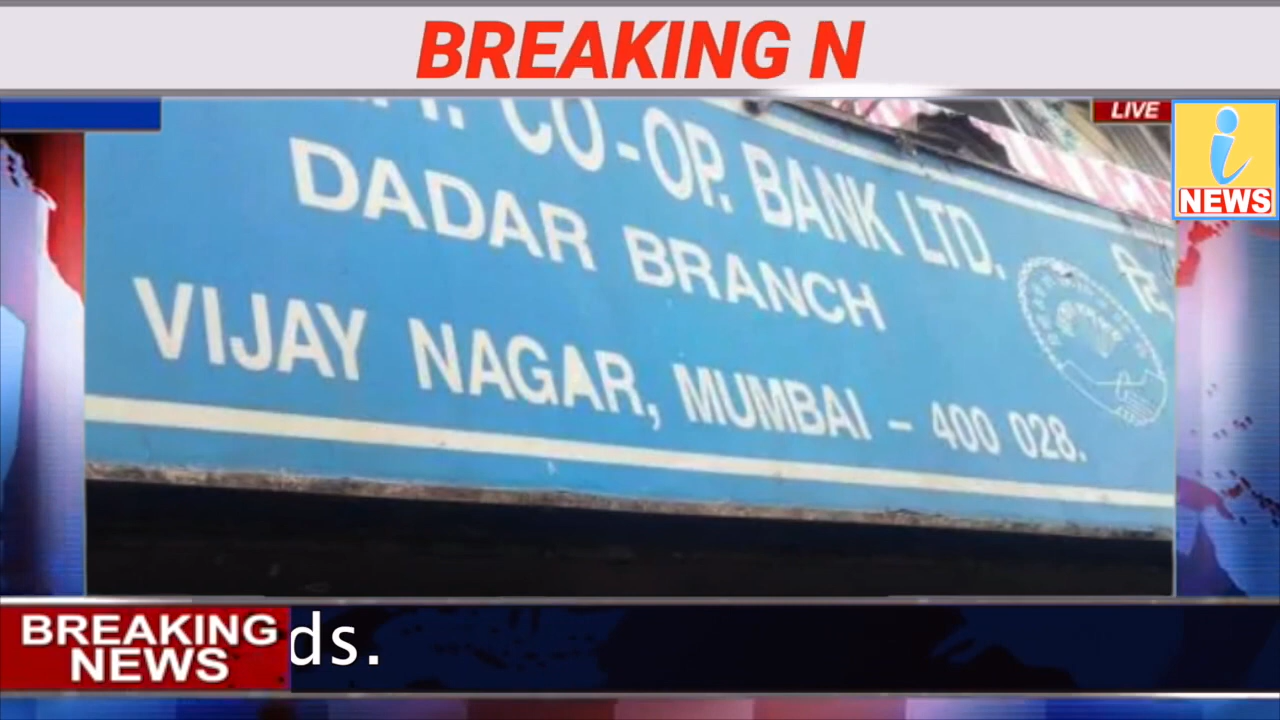 BREAKING N
LIVE
i
NEWS
CO-OP. BANK LTD.
DADAR BRANCH
VIJAY NAGAR, MUMBAI - 400 028.
BREAKING
NEWS
ds.